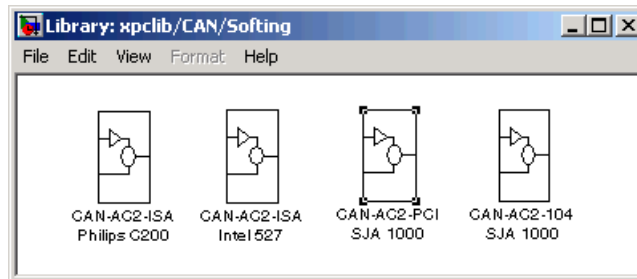 Library: xpclib/CAN/Softing
File Edit View Format Help
CAN-AC2-ISA
Philips C200
CAN-AC2-ISA
Intel 527
CAN-AC2-PCI
SJA 1000
CAN-AC2-104
SJA 1000